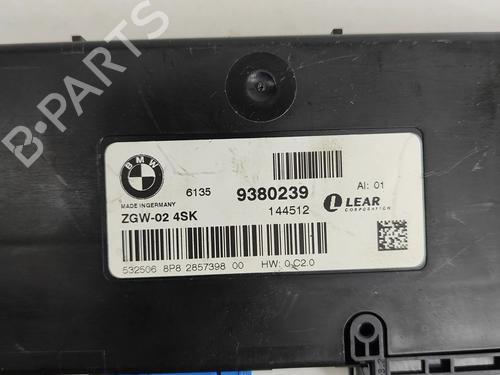 B-PARTS
BMW
6135 9380239 AI: 01
MADE IN GERMANY
ZGW-02 4SK 144512 LEAR
CORPORATION
532506 8P8 2857398 00 HW: 0.C2.0